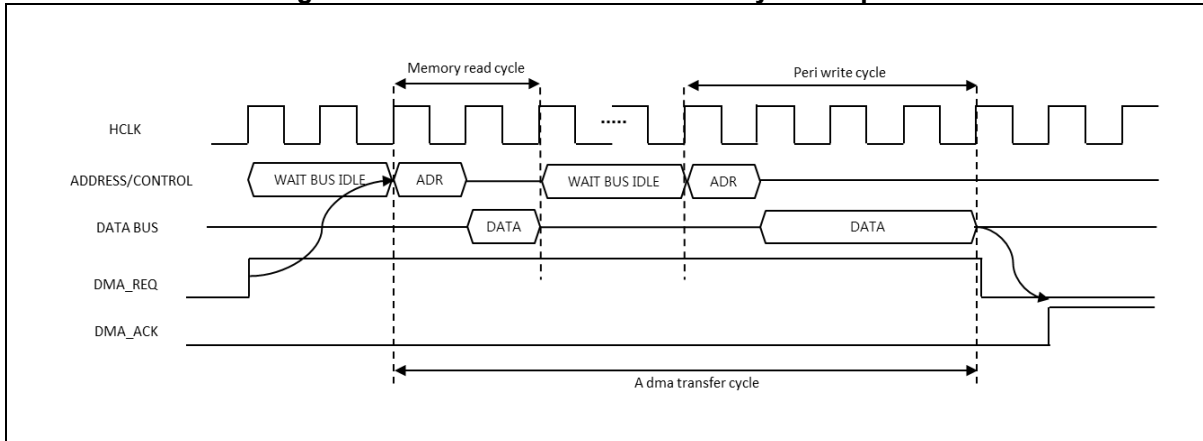 Memory read cycle
Peri write cycle
HCLK
.....
ADDRESS/CONTROL
WAIT BUS IDLE
ADR
WAIT BUS IDLE
ADR
DATA BUS
DATA
DATA
DMA_REQ
DMA_ACK
A dma transfer cycle